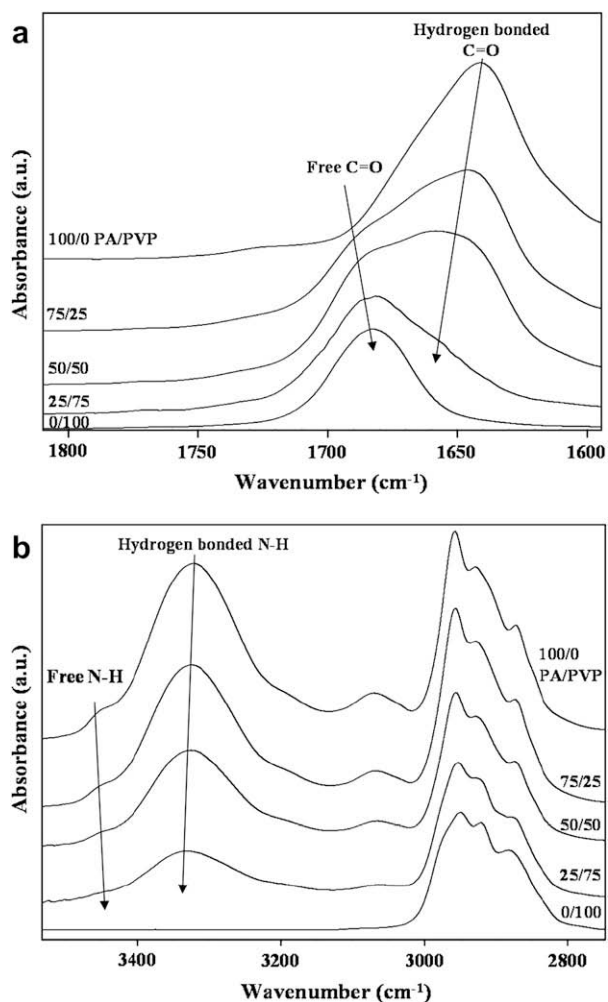 a
Hydrogen bonded
C=O
Free C=O
100/0 PA/PVP
75/25
50/50
25/75
0/100
Absorbance (a.u.)
1800 1750 1700 1650 1600
Wavenumber (cm-1)
b
Hydrogen bonded N-H
Free N-H
100/0
PA/PVP
75/25
50/50
25/75
0/100
Absorbance (a.u.)
3400 3200 3000 2800
Wavenumber (cm-1)